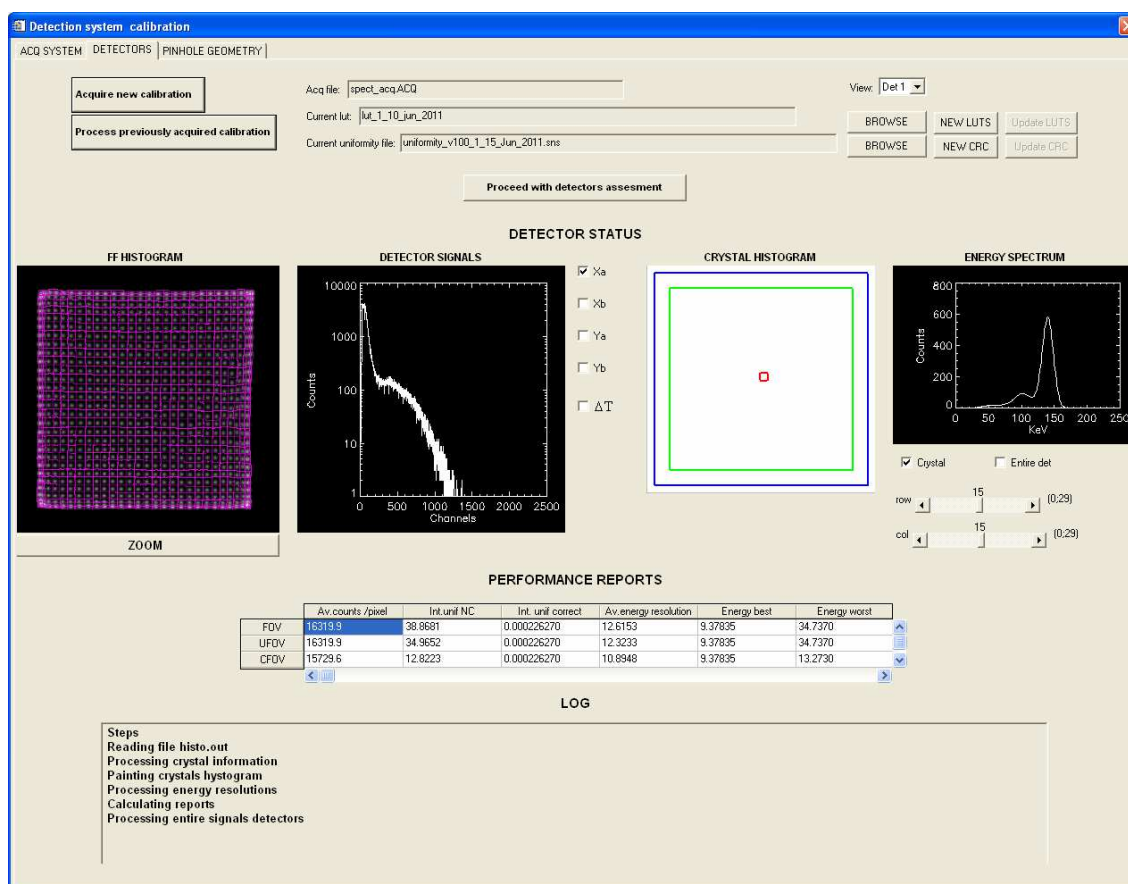 Detection system  calibration
ACQ SYSTEM DETECTORS PINHOLE GEOMETRY
Acquire new calibration
Process previously acquired calibration
Acq file: spect_acq.ACQ
Current lut: lut_1_10_jun_2011
Current uniformity file: uniformity_v100_1_15_Jun_2011.sns
View: Det 1
BROWSE NEW LUTS Update LUTS
BROWSE NEW CRC Update CRC
Proceed with detectors assesment
DETECTOR STATUS
FF HISTOGRAM
ZOOM
DETECTOR SIGNALS
10000
1000
100
10
1
Counts
0 500 1000 1500 2000 2500
Channels
Xa
Xb
Ya
Yb
ΔT
CRYSTAL HISTOGRAM
ENERGY SPECTRUM
800
600
400
200
0
Counts
0 50 100 150 200 250
KeV
Crystal Entire det
15
row (0;29)
15
col (0;29)
PERFORMANCE REPORTS
Av.counts /pixel Int.unif NC Int. unif correct Av.energy resolution Energy best Energy worst
FOV 16319.9 38.8681 0.000226270 12.6153 9.37835 34.7370
UFOV 16319.9 34.9652 0.000226270 12.3233 9.37835 34.7370
CFOV 15729.6 12.8223 0.000226270 10.8948 9.37835 13.2730
LOG
Steps
Reading file histo.out
Processing crystal information
Painting crystals hystogram
Processing energy resolutions
Calculating reports
Processing entire signals detectors